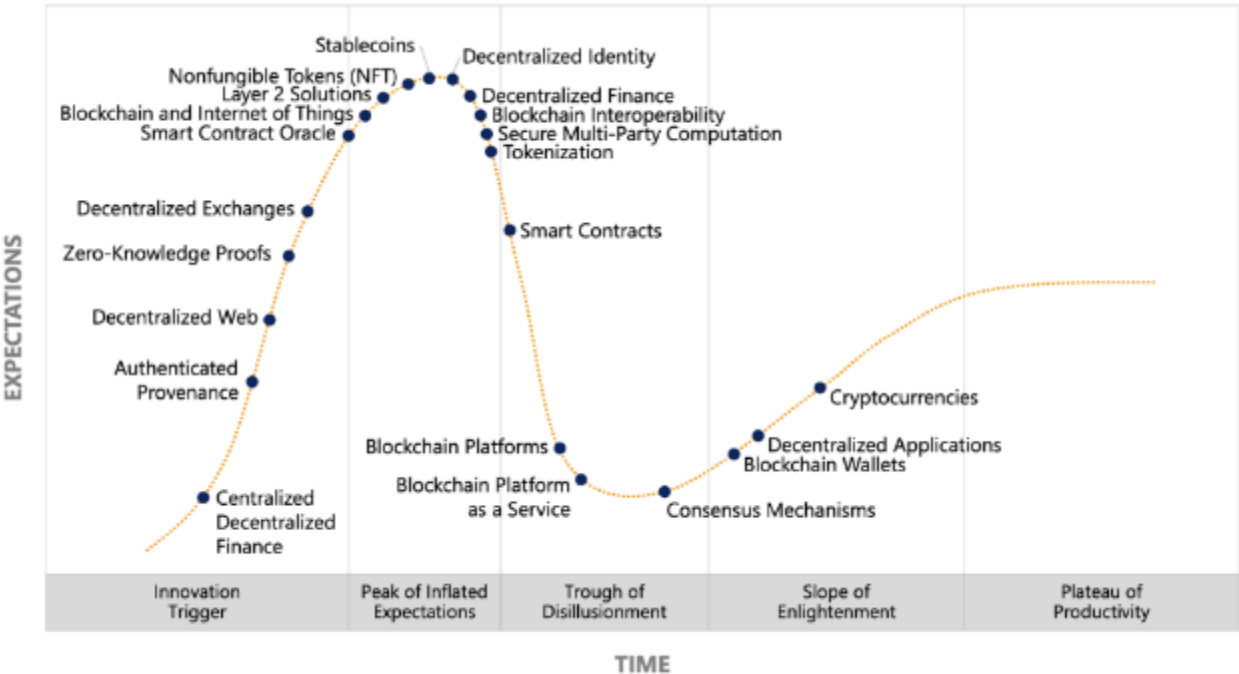 Stablecoins
Decentralized Identity
Nonfungible Tokens (NFT)
Layer 2 Solutions
Decentralized Finance
Blockchain and Internet of Things
Blockchain Interoperability
Smart Contract Oracle
Secure Multi-Party Computation
Tokenization
Decentralized Exchanges
Smart Contracts
Zero-Knowledge Proofs
Decentralized Web
Authenticated
Provenance
Cryptocurrencies
Blockchain Platforms
Decentralized Applications
Blockchain Wallets
Blockchain Platform
as a Service
Consensus Mechanisms
Centralized
Decentralized
Finance
EXPECTATIONS
Innovation
Trigger
Peak of Inflated
Expectations
Trough of
Disillusionment
Slope of
Enlightenment
Plateau of
Productivity
TIME